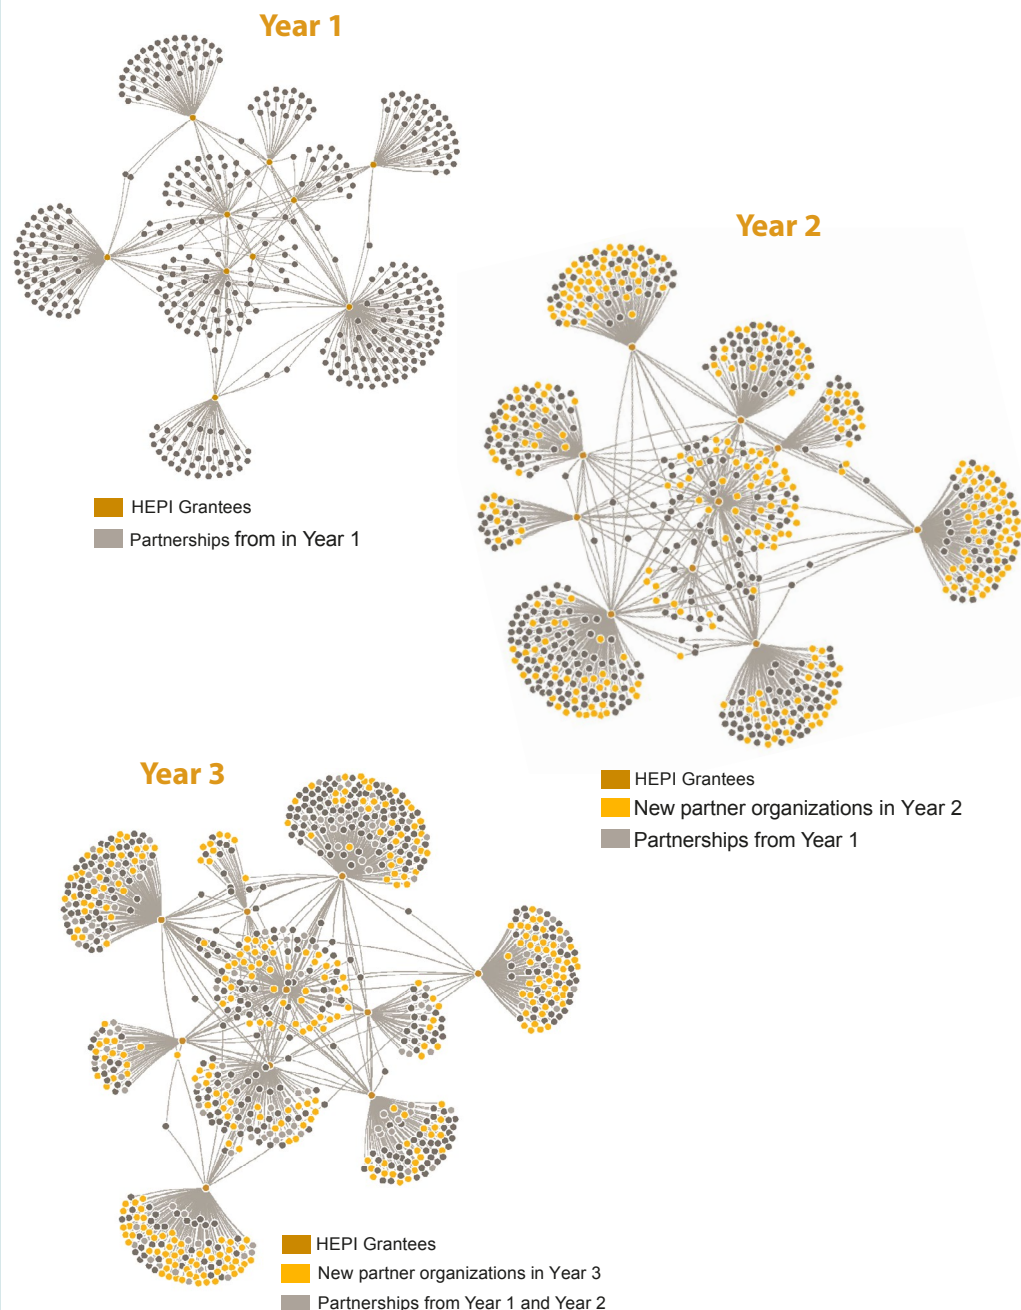 Year 1
HEPI Grantees
Partnerships from in Year 1
Year 2
HEPI Grantees
New partner organizations in Year 2
Partnerships from Year 1
Year 3
HEPI Grantees
New partner organizations in Year 3
Partnerships from Year 1 and Year 2